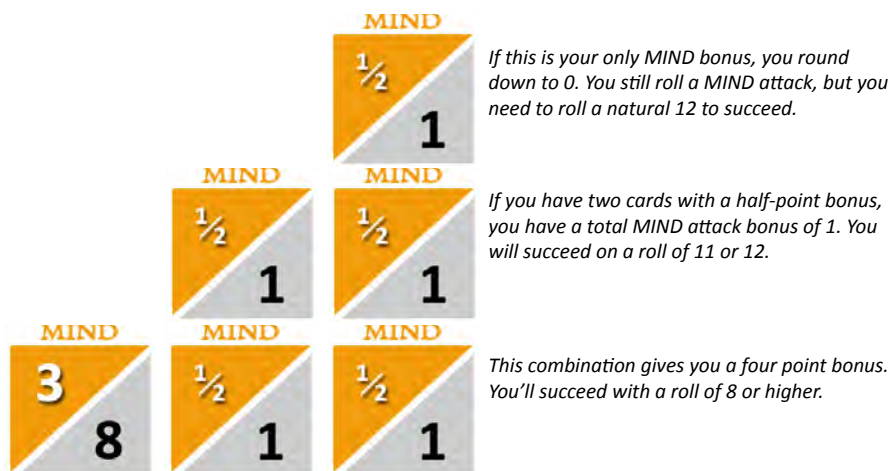 MIND
½
1
If this is your only MIND bonus, you round
down to 0. You still roll a MIND attack, but you
need to roll a natural 12 to succeed.
MIND MIND
½ ½
1 1
If you have two cards with a half-point bonus,
you have a total MIND attack bonus of 1. You
will succeed on a roll of 11 or 12.
MIND MIND MIND
3 ½ ½
8 1 1
This combination gives you a four point bonus.
You'll succeed with a roll of 8 or higher.